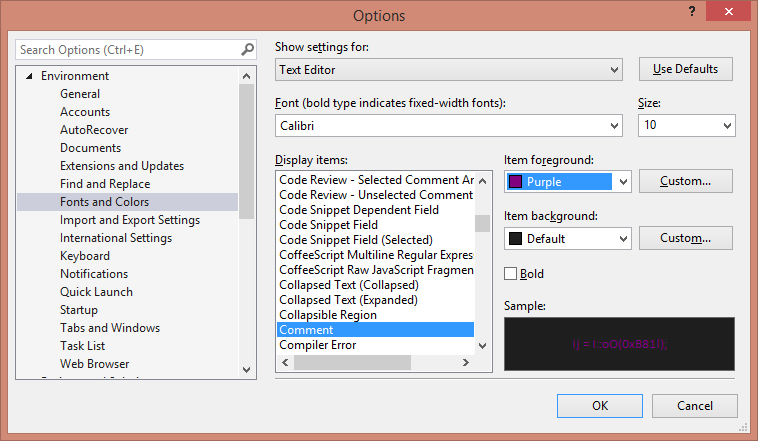 Options
?
Search Options (Ctrl+E)
Environment
General
Accounts
AutoRecover
Documents
Extensions and Updates
Find and Replace
Fonts and Colors
Import and Export Settings
International Settings
Keyboard
Notifications
Quick Launch
Startup
Tabs and Windows
Task List
Web Browser
Show settings for:
Text Editor
Use Defaults
Font (bold type indicates fixed-width fonts):
Calibri
Size:
10
Display items:
Code Review - Selected Comment Ar
Code Review - Unselected Comment
Code Snippet Dependent Field
Code Snippet Field
Code Snippet Field (Selected)
CoffeeScript Multiline Regular Expres
CoffeeScript Raw JavaScript Fragmen
Collapsed Text (Collapsed)
Collapsed Text (Expanded)
Collapsible Region
Comment
Compiler Error
Item foreground:
Purple
Custom...
Item background:
Default
Custom...
Bold
Sample:
Ij = I::oO(0xB81l);
OK
Cancel